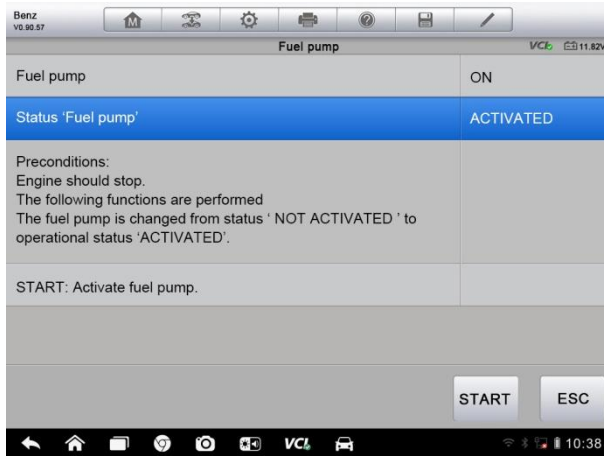 Benz
V0.90.57
M
Fuel pump
VCI
11.82V
Fuel pump
ON
Status 'Fuel pump'
ACTIVATED
Preconditions:
Engine should stop.
The following functions are performed
The fuel pump is changed from status ' NOT ACTIVATED ' to
operational status 'ACTIVATED'.
START: Activate fuel pump.
START
ESC
VCI
10:38